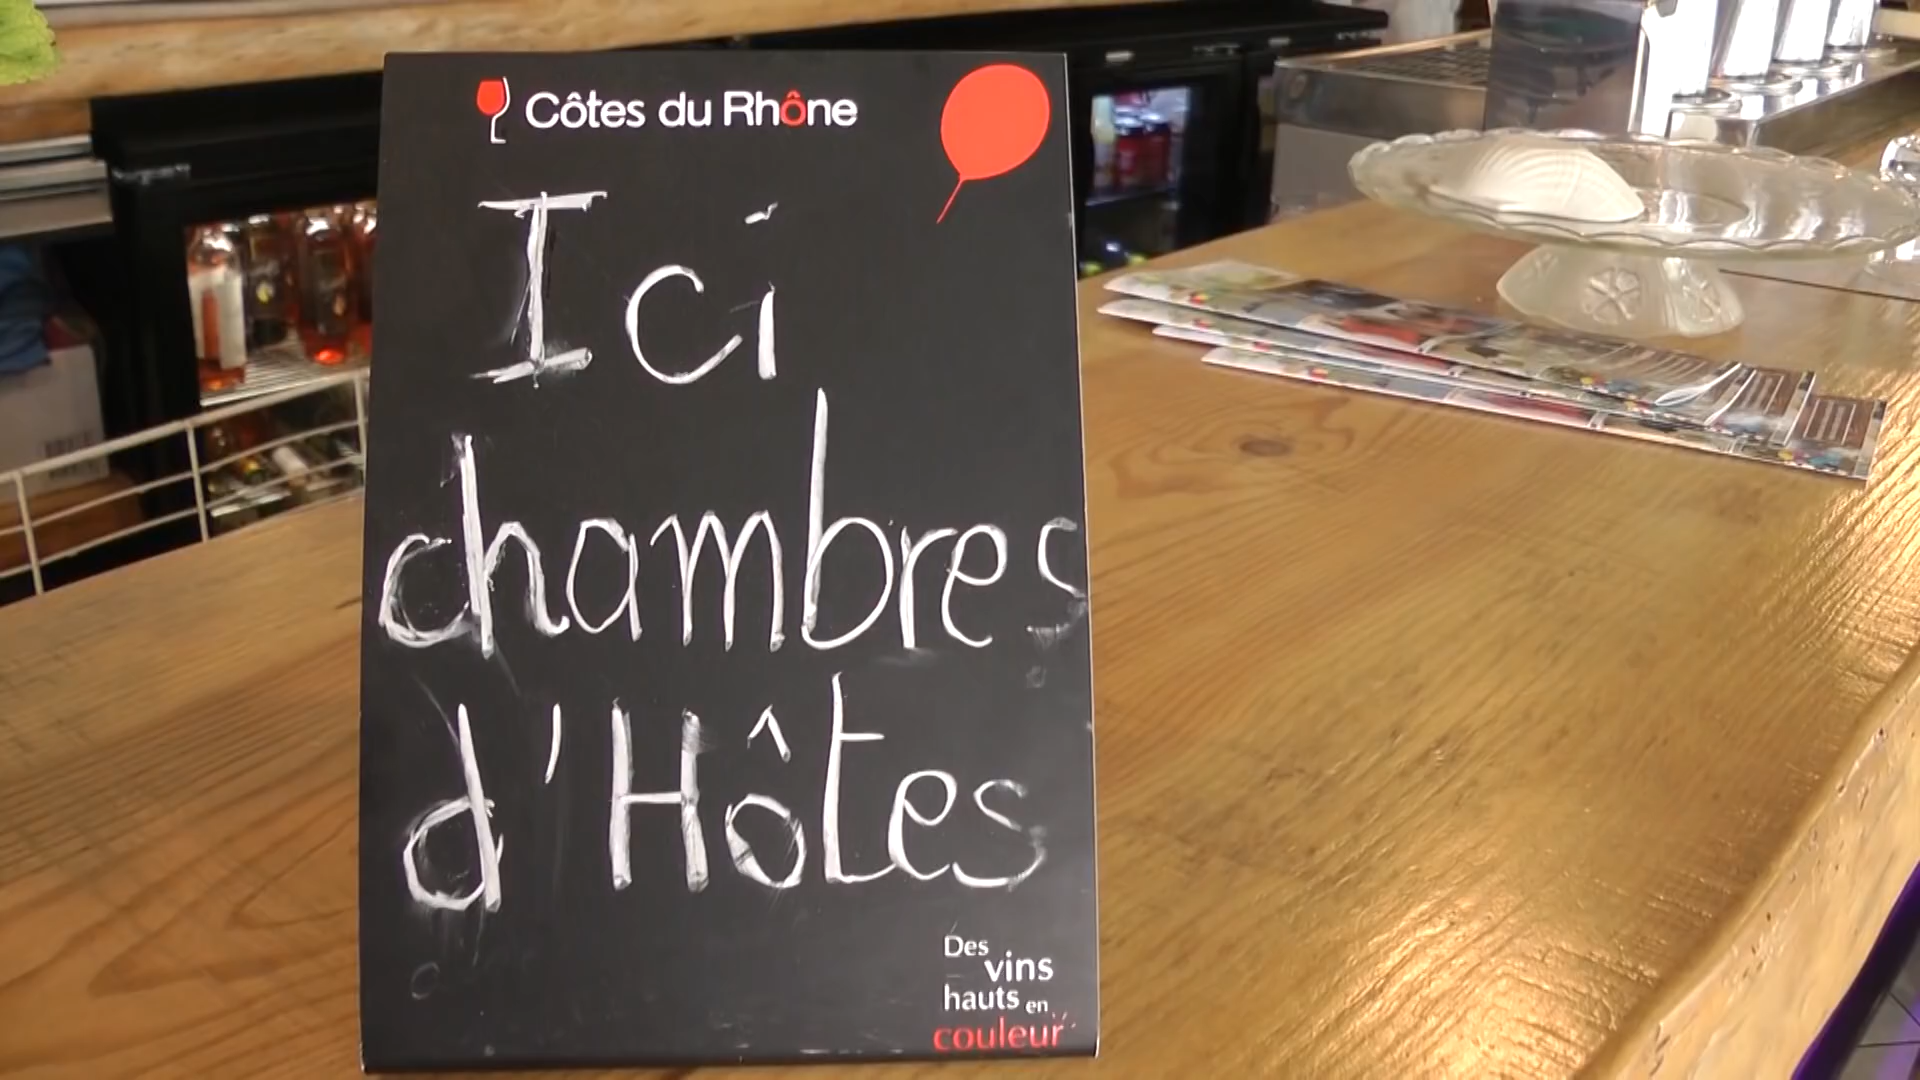 Côtes du Rhône
Ici
chambres
d'Hôtes
Des
vins
hauts en
couleur